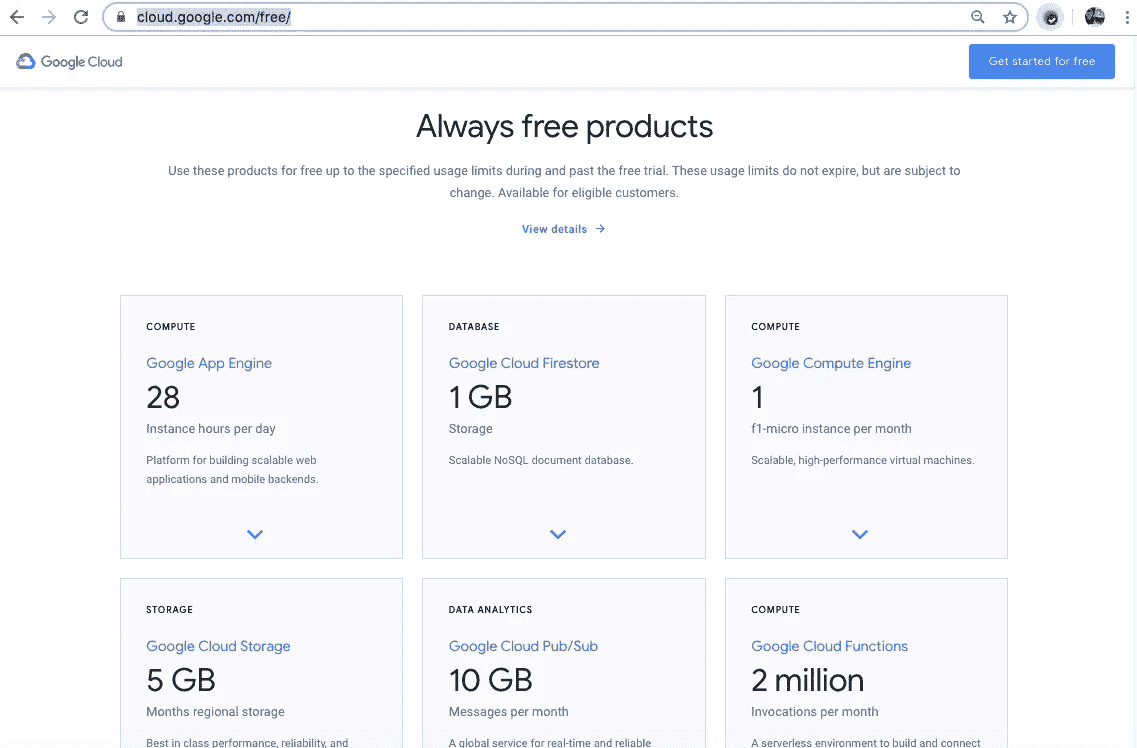 cloud.google.com/free/
Google Cloud
Get started for free
Always free products
Use these products for free up to the specified usage limits during and past the free trial. These usage limits do not expire, but are subject to
change. Available for eligible customers.
View details →
COMPUTE
Google App Engine
28
Instance hours per day
Platform for building scalable web
applications and mobile backends.
DATABASE
Google Cloud Firestore
1 GB
Storage
Scalable NoSQL document database.
COMPUTE
Google Compute Engine
1
f1-micro instance per month
Scalable, high-performance virtual machines.
STORAGE
Google Cloud Storage
5 GB
Months regional storage
Best in class performance, reliability, and
DATA ANALYTICS
Google Cloud Pub/Sub
10 GB
Messages per month
A global service for real-time and reliable
COMPUTE
Google Cloud Functions
2 million
Invocations per month
A serverless environment to build and connect